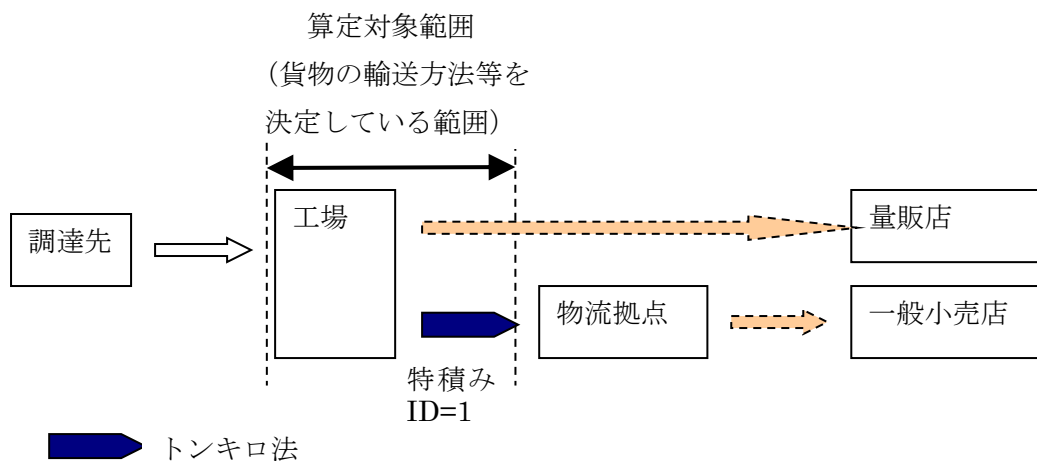 算定対象範囲
（貨物の輸送方法等を
決定している範囲）
調達先
工場
量販店
物流拠点
一般小売店
特積み
ID=1
トンキロ法